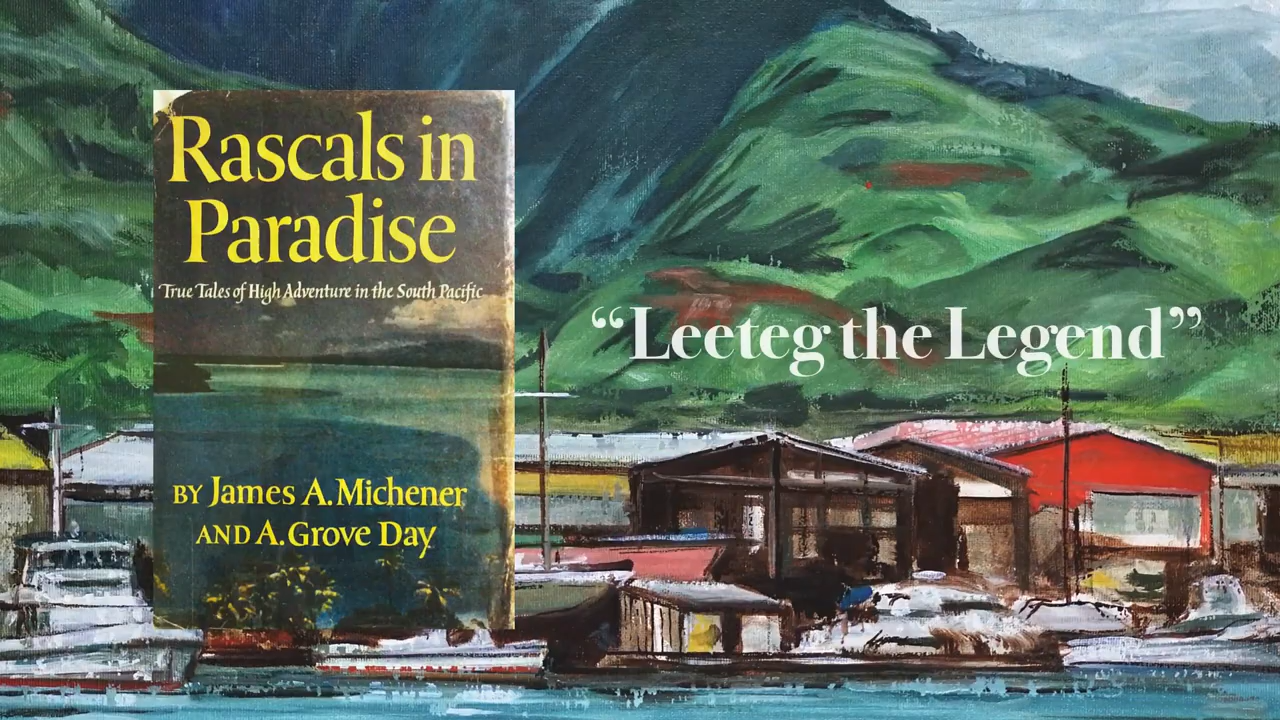 Rascals in
Paradise
True Tales of High Adventure in the South Pacific
BY James A. Michener
AND A. Grove Day
“Leeteg the Legend”